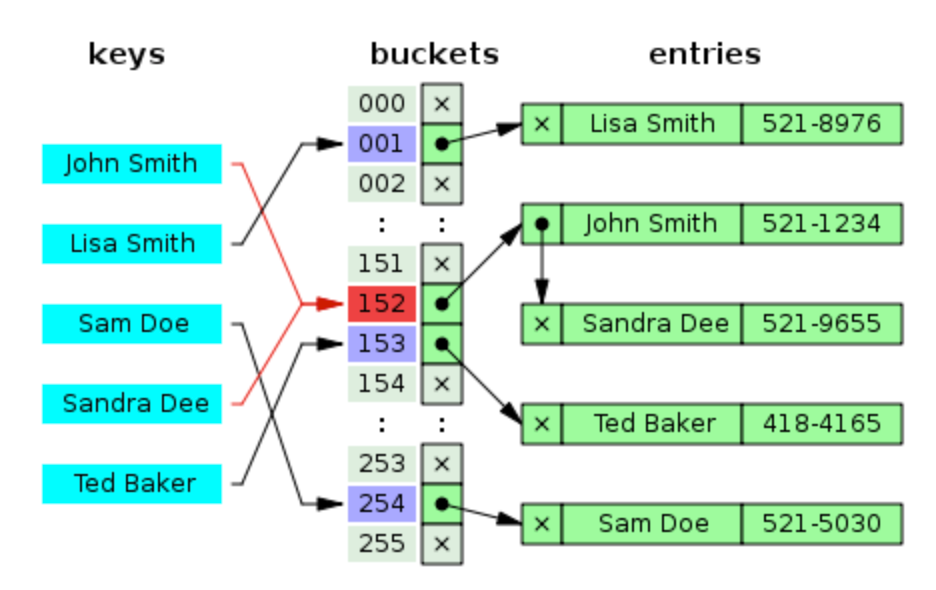 keys buckets entries
000 ×
× Lisa Smith 521-8976
001
John Smith
002 ×
: :
× John Smith 521-1234
Lisa Smith
151 ×
152
Sam Doe
× Sandra Dee 521-9655
153
154 ×
Sandra Dee
: :
× Ted Baker 418-4165
253 ×
Ted Baker
254
× Sam Doe 521-5030
255 ×